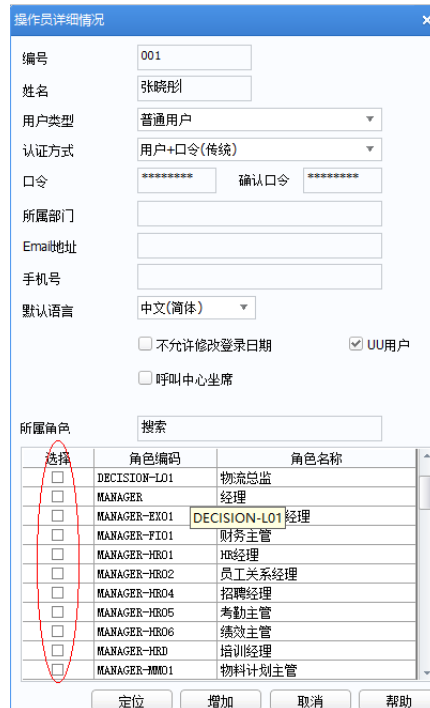 操作员详细情况 ×
编号 001
姓名 张晓彤
用户类型 普通用户
认证方式 用户+口令(传统)
口令 ******** 确认口令 ********
所属部门
Email地址
手机号
默认语言 中文(简体)
不允许修改登录日期 UU用户
呼叫中心坐席
所属角色 搜索
选择 角色编码 角色名称
DECISION-L01 物流总监
MANAGER 经理
MANAGER-EX01 DECISION-L01 经理
MANAGER-FI01 财务主管
MANAGER-HR01 HR经理
MANAGER-HR02 员工关系经理
MANAGER-HR04 招聘经理
MANAGER-HR05 考勤主管
MANAGER-HR06 绩效主管
MANAGER-HRD 培训经理
MANAGER-MM01 物料计划主管
定位 增加 取消 帮助